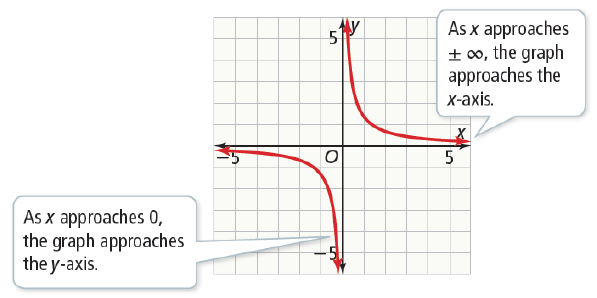 y
5
As x approaches
± ∞, the graph
approaches the
x-axis.
x
–5
O
5
As x approaches 0,
the graph approaches
the y-axis.
–5